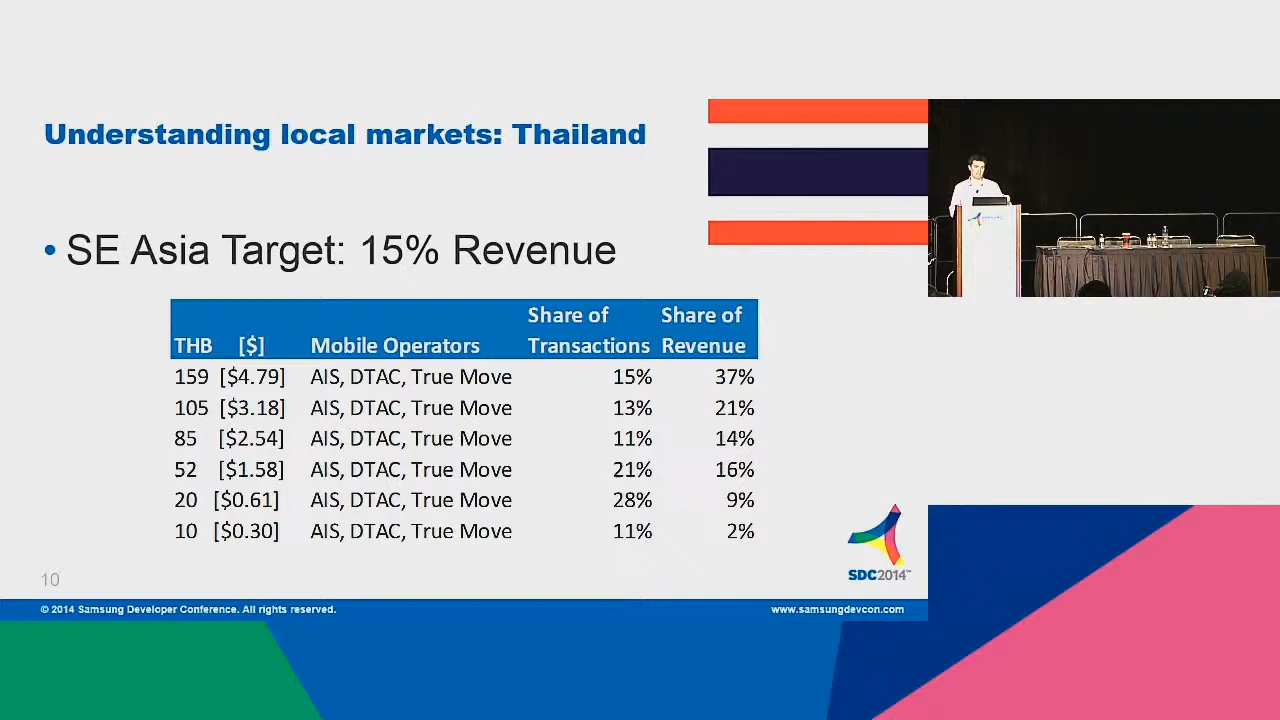 Understanding local markets: Thailand
• SE Asia Target: 15% Revenue
THB [$] Mobile Operators Share of Transactions Share of Revenue
159 [$4.79] AIS, DTAC, True Move 15% 37%
105 [$3.18] AIS, DTAC, True Move 13% 21%
85 [$2.54] AIS, DTAC, True Move 11% 14%
52 [$1.58] AIS, DTAC, True Move 21% 16%
20 [$0.61] AIS, DTAC, True Move 28% 9%
10 [$0.30] AIS, DTAC, True Move 11% 2%
SDC2014™
10
© 2014 Samsung Developer Conference. All rights reserved. www.samsungdevcon.com
SAMSUNG